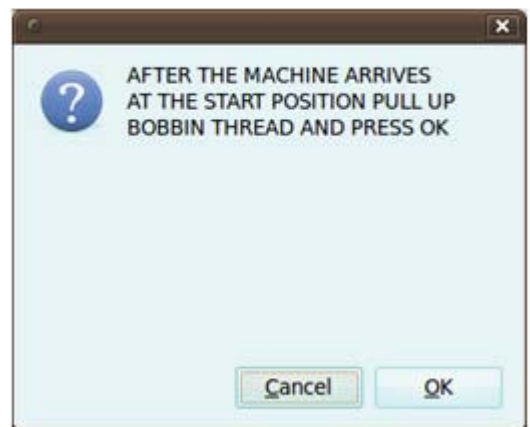 AFTER THE MACHINE ARRIVES
AT THE START POSITION PULL UP
BOBBIN THREAD AND PRESS OK
Cancel
OK